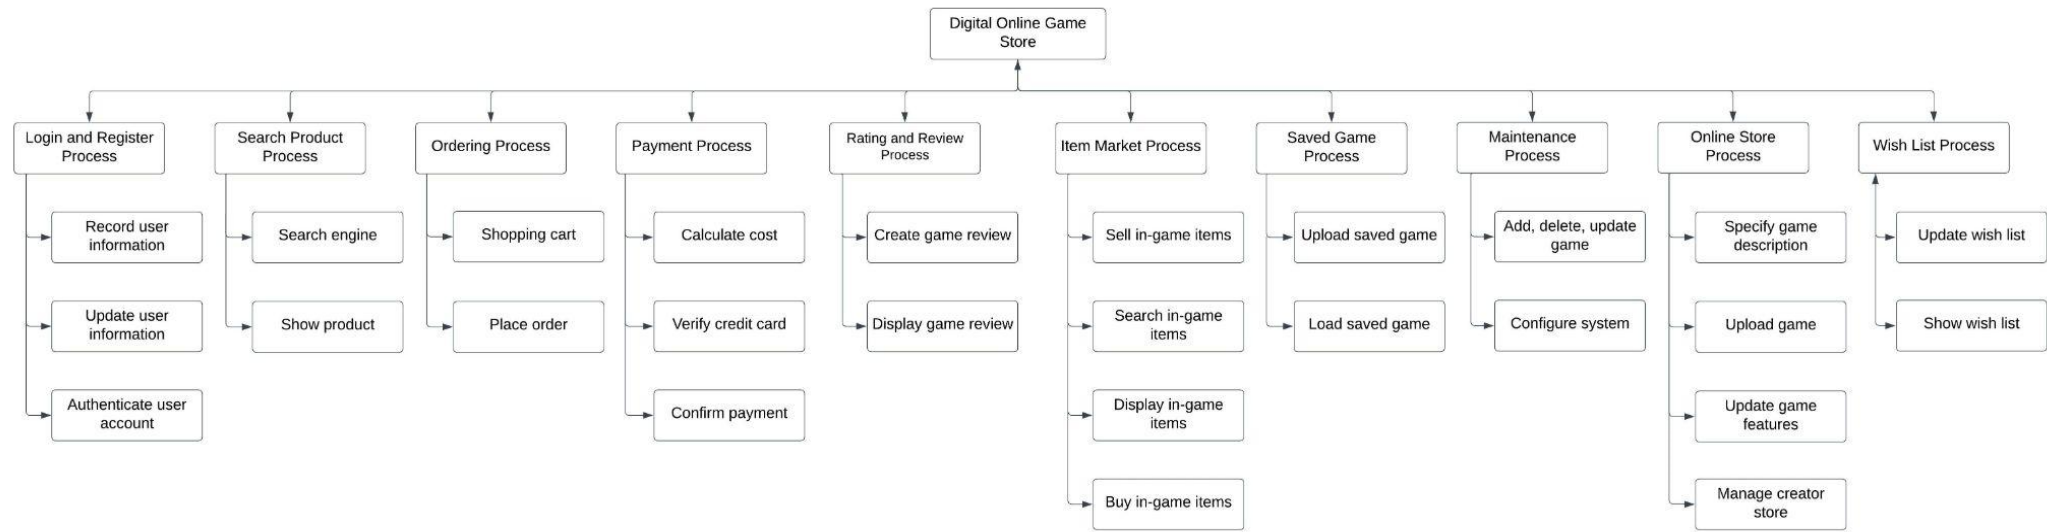 Digital Online Game
Store
Login and Register
Process
Search Product
Process
Ordering Process
Payment Process
Rating and Review
Process
Item Market Process
Saved Game
Process
Maintenance
Process
Online Store
Process
Wish List Process
Record user
information
Search engine
Shopping cart
Calculate cost
Create game review
Sell in-game items
Upload saved game
Add, delete, update
game
Specify game
description
Update wish list
Update user
information
Show product
Place order
Verify credit card
Display game review
Search in-game
items
Load saved game
Configure system
Upload game
Show wish list
Authenticate user
account
Confirm payment
Display in-game
items
Update game
features
Buy in-game items
Manage creator
store